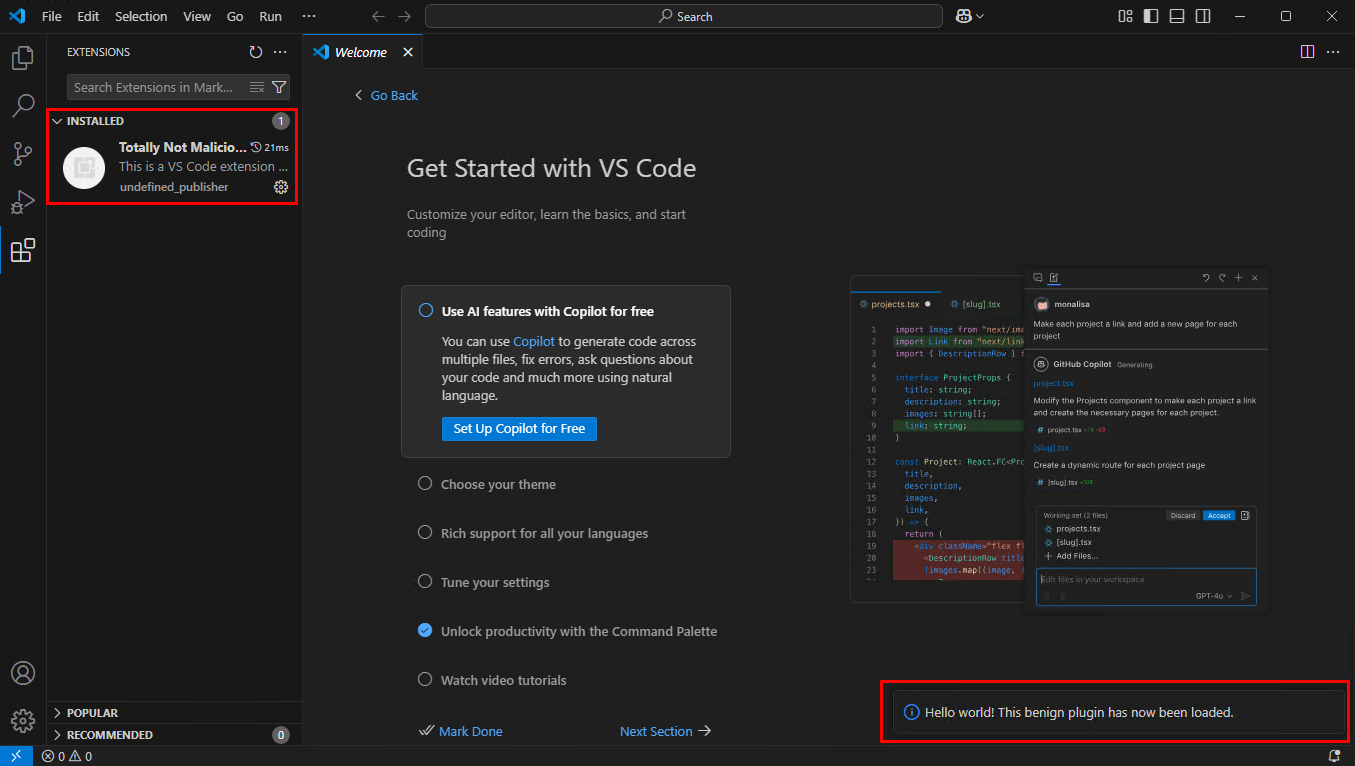 File Edit Selection View Go Run ···
Search
EXTENSIONS
Search Extensions in Mark...
INSTALLED 1
Totally Not Malicio... 21ms
This is a VS Code extension ...
undefined_publisher
POPULAR
RECOMMENDED 0
0 0
Welcome
Go Back
Get Started with VS Code
Customize your editor, learn the basics, and start
coding
Use AI features with Copilot for free
You can use Copilot to generate code across
multiple files, fix errors, ask questions about
your code and much more using natural
language.
Set Up Copilot for Free
Choose your theme
Rich support for all your languages
Tune your settings
Unlock productivity with the Command Palette
Watch video tutorials
Mark Done
Next Section
projects.tsx
[slug].tsx
1 import Image from "next/ima
2 import Link from "next/link
3 import { DescriptionRow } f
4
5 interface ProjectProps {
6 title: string;
7 description: string;
8 images: string[];
9 link: string;
10 }
11
12 const Project: React.FC<Pro
13 title,
14 description,
15 images,
16 link,
17 }) => {
18 return (
19 <div className="flex fl
20 <DescriptionRow title
23 {images.map((image,
monalisa
Make each project a link and add a new page for each
project
GitHub Copilot Generating
project.tsx
Modify the Projects component to make each project a link
and create the necessary pages for each project.
# project.tsx
[slug].tsx
Create a dynamic route for each project page
# [slug].tsx +108
Working set (2 files) Discard Accept
projects.tsx
[slug].tsx
Add Files...
Edit files in your workspace
GPT-4o
Hello world! This benign plugin has now been loaded.